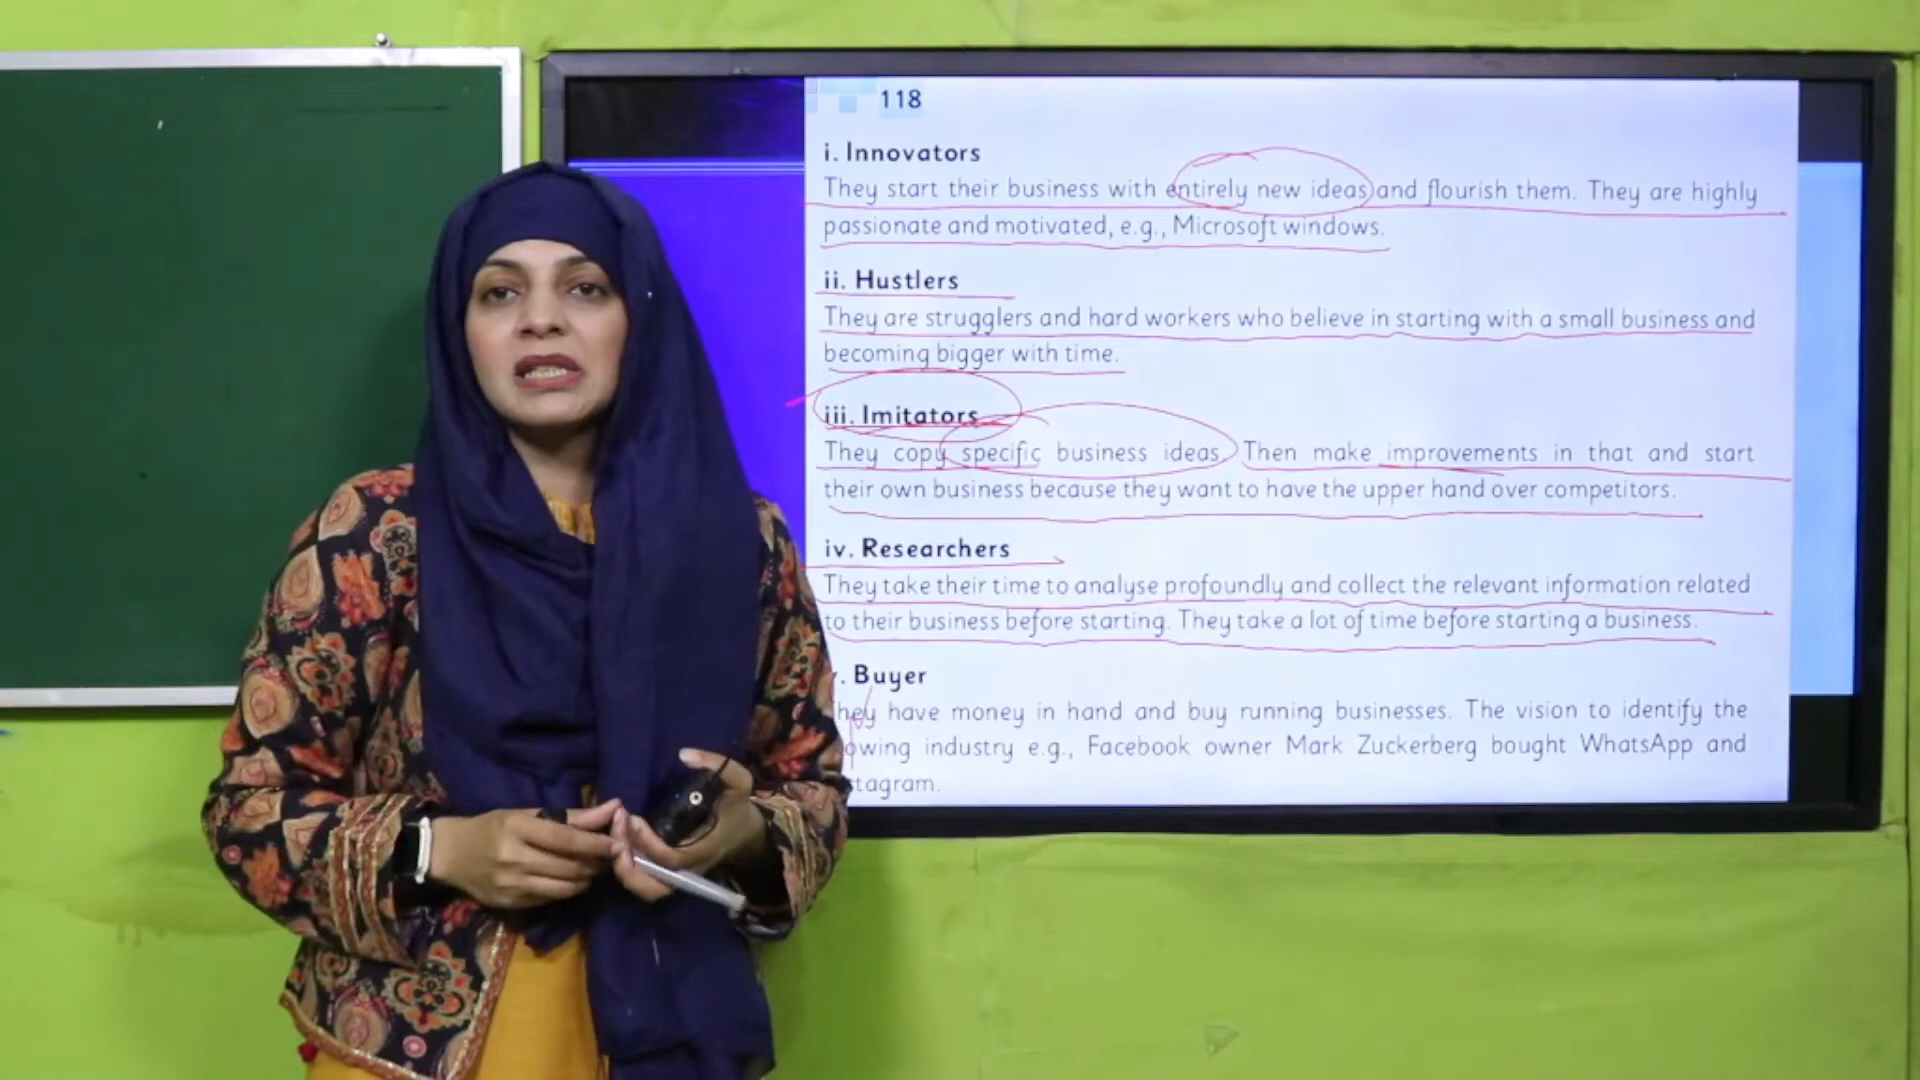 118
i. Innovators
They start their business with entirely new ideas and flourish them. They are highly
passionate and motivated, e.g., Microsoft windows.
ii. Hustlers
They are strugglers and hard workers who believe in starting with a small business and
becoming bigger with time.
iii. Imitators
They copy specific business ideas. Then make improvements in that and start
their own business because they want to have the upper hand over competitors.
iv. Researchers
They take their time to analyse profoundly and collect the relevant information related
to their business before starting. They take a lot of time before starting a business.
. Buyer
have money in hand and buy running businesses. The vision to identify the
industry e.g., Facebook owner Mark Zuckerberg bought WhatsApp and